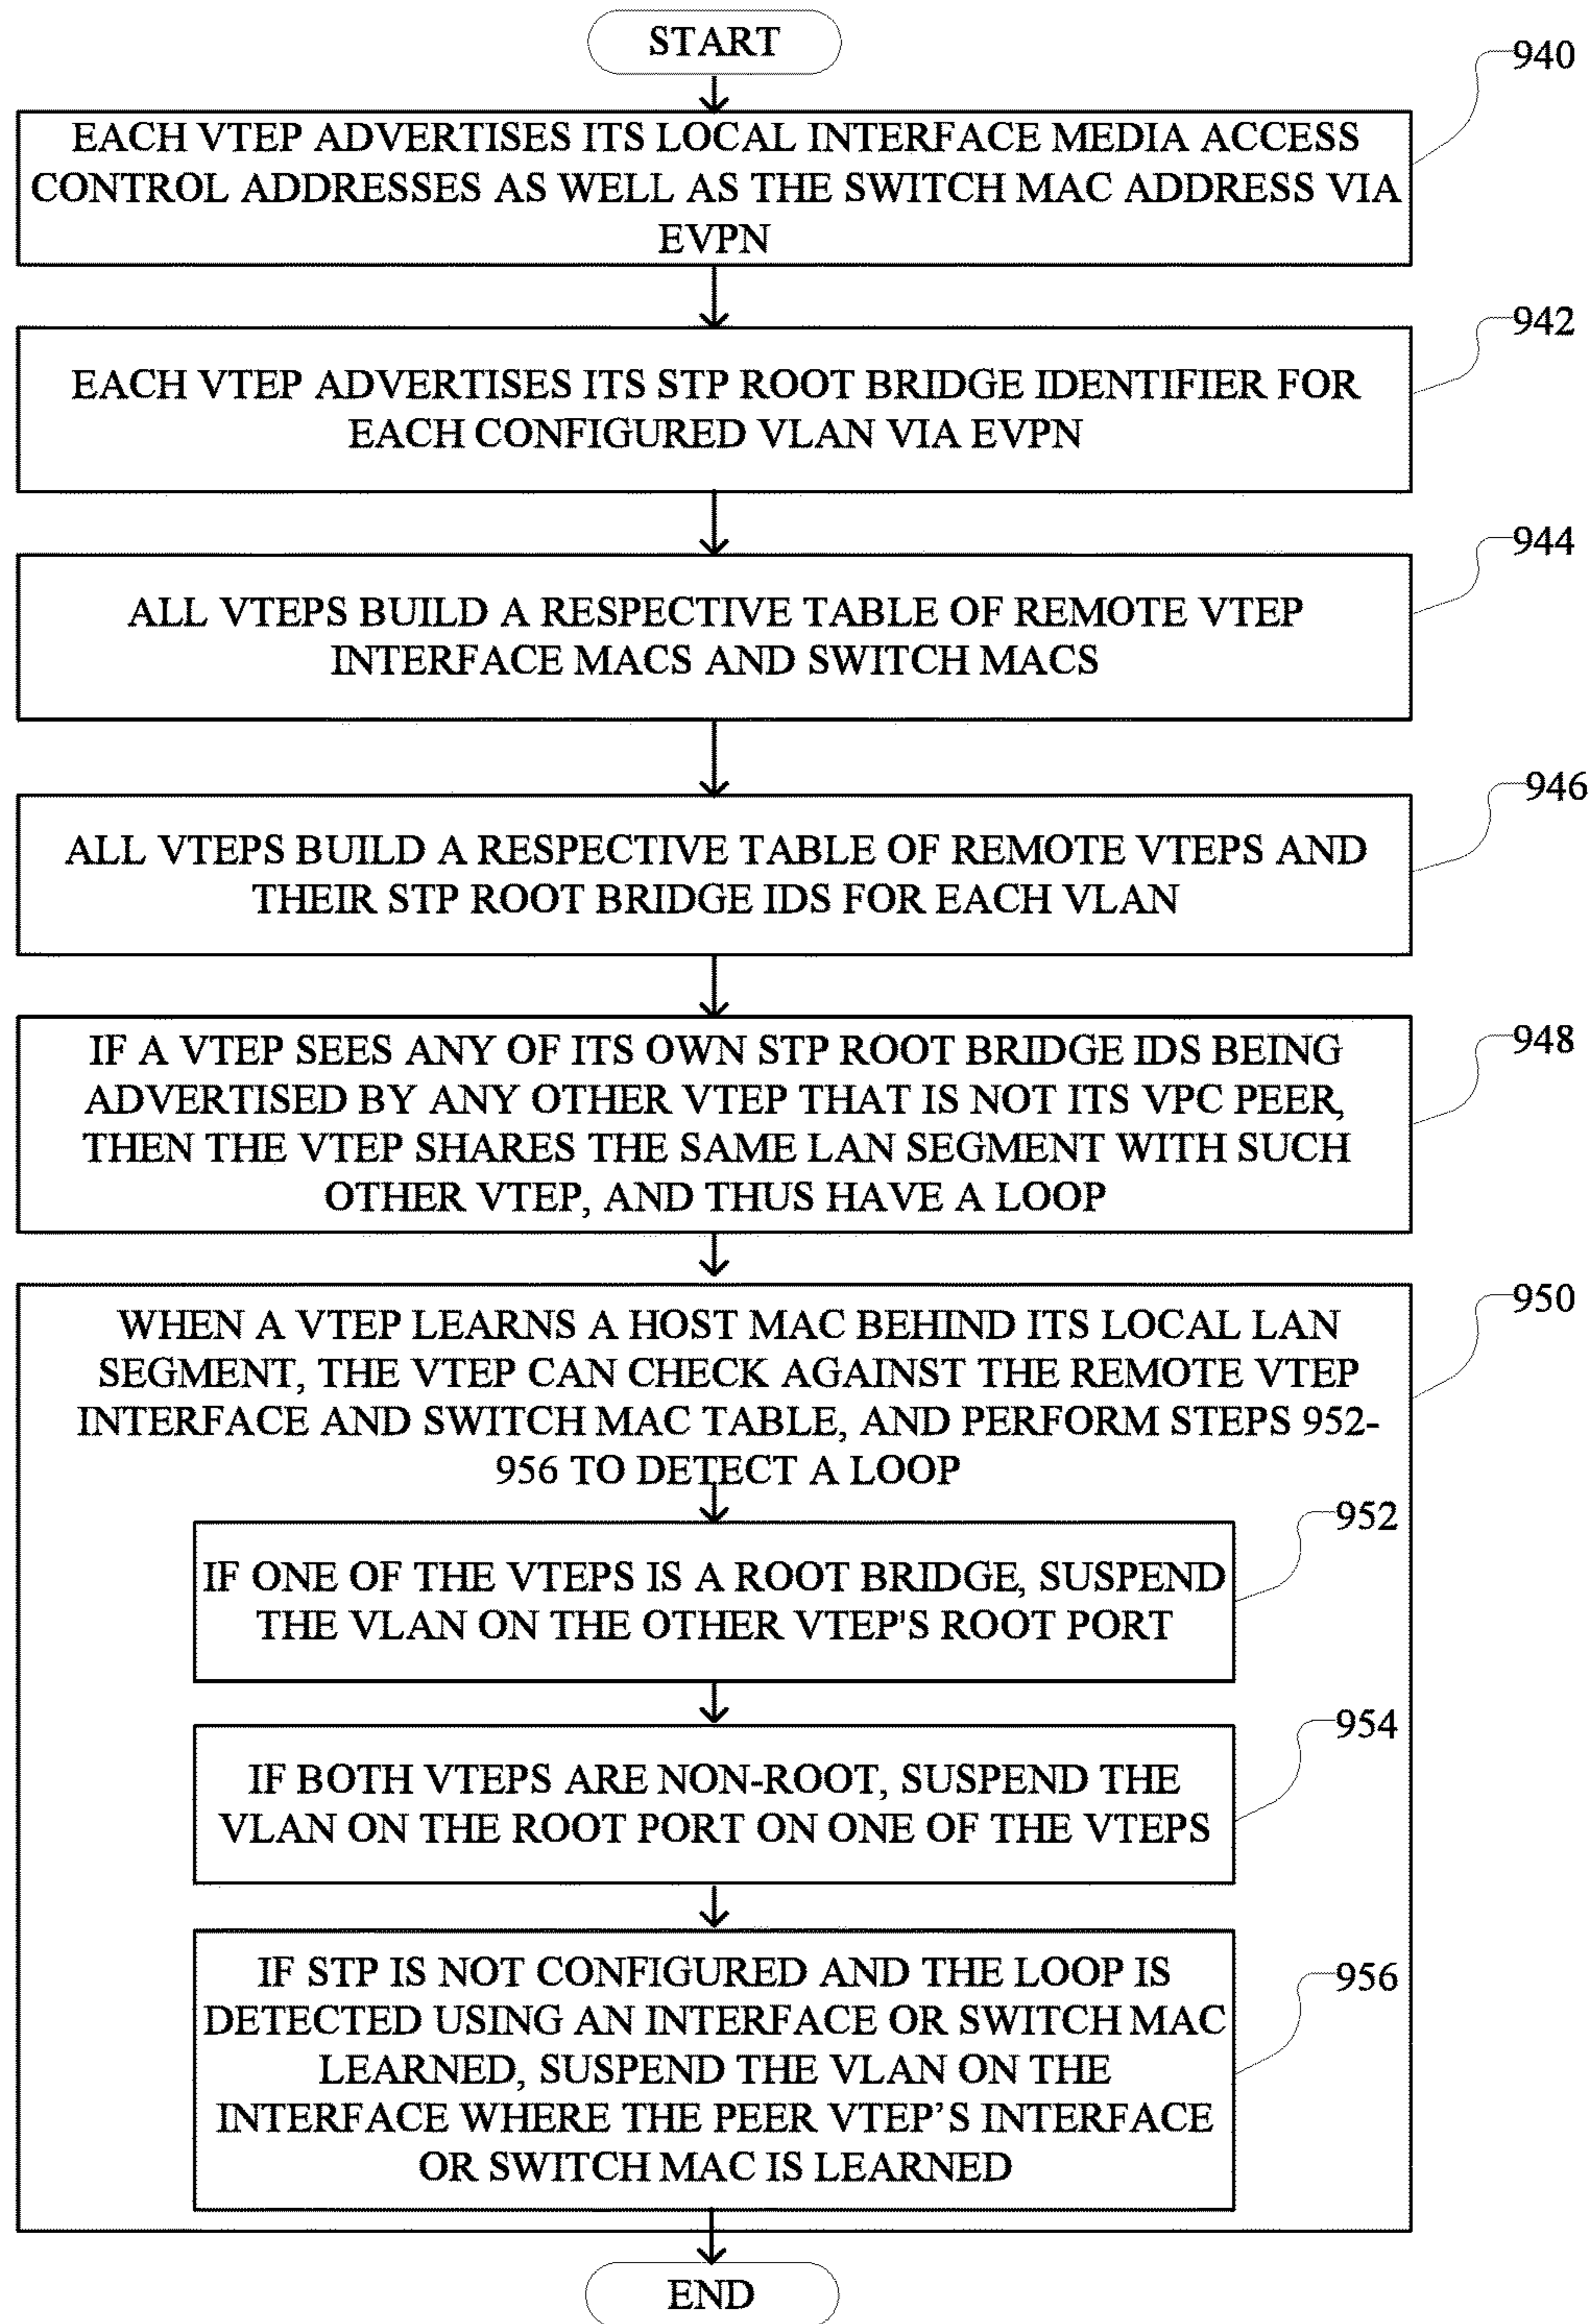 START
940
EACH VTEP ADVERTISES ITS LOCAL INTERFACE MEDIA ACCESS
CONTROL ADDRESSES AS WELL AS THE SWITCH MAC ADDRESS VIA
EVPN
942
EACH VTEP ADVERTISES ITS STP ROOT BRIDGE IDENTIFIER FOR
EACH CONFIGURED VLAN VIA EVPN
944
ALL VTEPS BUILD A RESPECTIVE TABLE OF REMOTE VTEP
INTERFACE MACS AND SWITCH MACS
946
ALL VTEPS BUILD A RESPECTIVE TABLE OF REMOTE VTEPS AND
THEIR STP ROOT BRIDGE IDS FOR EACH VLAN
948
IF A VTEP SEES ANY OF ITS OWN STP ROOT BRIDGE IDS BEING
ADVERTISED BY ANY OTHER VTEP THAT IS NOT ITS VPC PEER,
THEN THE VTEP SHARES THE SAME LAN SEGMENT WITH SUCH
OTHER VTEP, AND THUS HAVE A LOOP
950
WHEN A VTEP LEARNS A HOST MAC BEHIND ITS LOCAL LAN
SEGMENT, THE VTEP CAN CHECK AGAINST THE REMOTE VTEP
INTERFACE AND SWITCH MAC TABLE, AND PERFORM STEPS 952-
956 TO DETECT A LOOP
952
IF ONE OF THE VTEPS IS A ROOT BRIDGE, SUSPEND
THE VLAN ON THE OTHER VTEP'S ROOT PORT
954
IF BOTH VTEPS ARE NON-ROOT, SUSPEND THE
VLAN ON THE ROOT PORT ON ONE OF THE VTEPS
956
IF STP IS NOT CONFIGURED AND THE LOOP IS
DETECTED USING AN INTERFACE OR SWITCH MAC
LEARNED, SUSPEND THE VLAN ON THE
INTERFACE WHERE THE PEER VTEP’S INTERFACE
OR SWITCH MAC IS LEARNED
END